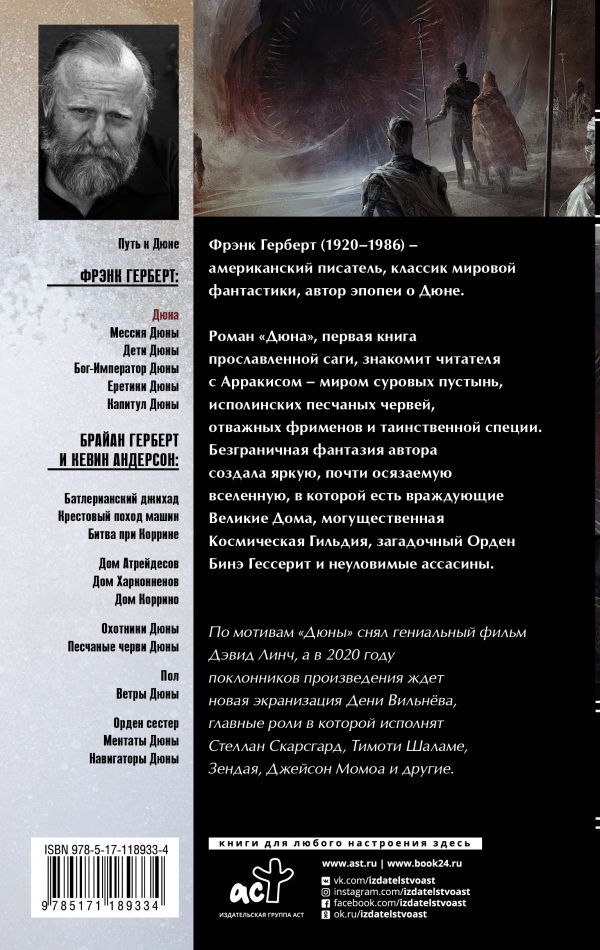 Путь к Дюне
ФРЭНК ГЕРБЕРТ:
Дюна
Мессия Дюны
Дети Дюны
Бог-Император Дюны
Еретики Дюны
Капитул Дюны
БРАЙАН ГЕРБЕРТ
И КЕВИН АНДЕРСОН:
Батлерианский джихад
Крестовый поход машин
Битва при Коррине
Дом Атрейдесов
Дом Харконненов
Дом Коррино
Охотники Дюны
Песчаные черви Дюны
Пол
Ветры Дюны
Орден сестер
Ментаты Дюны
Навигаторы Дюны
ISBN 978-5-17-118933-4
9 785171 189334
Фрэнк Герберт (1920–1986) –
американский писатель, классик мировой
фантастики, автор эпопеи о Дюне.
Роман «Дюна», первая книга
прославленной саги, знакомит читателя
с Арракисом – миром суровых пустынь,
исполинских песчаных червей,
отважных фрименов и таинственной специи.
Безграничная фантазия автора
создала яркую, почти осязаемую
вселенную, в которой есть враждующие
Великие Дома, могущественная
Космическая Гильдия, загадочный Орден
Бинэ Гессерит и неуловимые ассасины.
По мотивам «Дюны» снял гениальный фильм
Дэвид Линч, а в 2020 году
поклонников произведения ждет
новая экранизация Дени Вильнёва,
главные роли в которой исполнят
Стеллан Скарсгард, Тимоти Шаламе,
Зендая, Джейсон Момоа и другие.
книги для любого настроения здесь
аст
ИЗДАТЕЛЬСКАЯ ГРУППА АСТ
www.ast.ru | www.book24.ru
vk.com/izdatelstvoast
instagram.com/izdatelstvoast
facebook.com/izdatelstvoast
ok.ru/izdatelstvoast